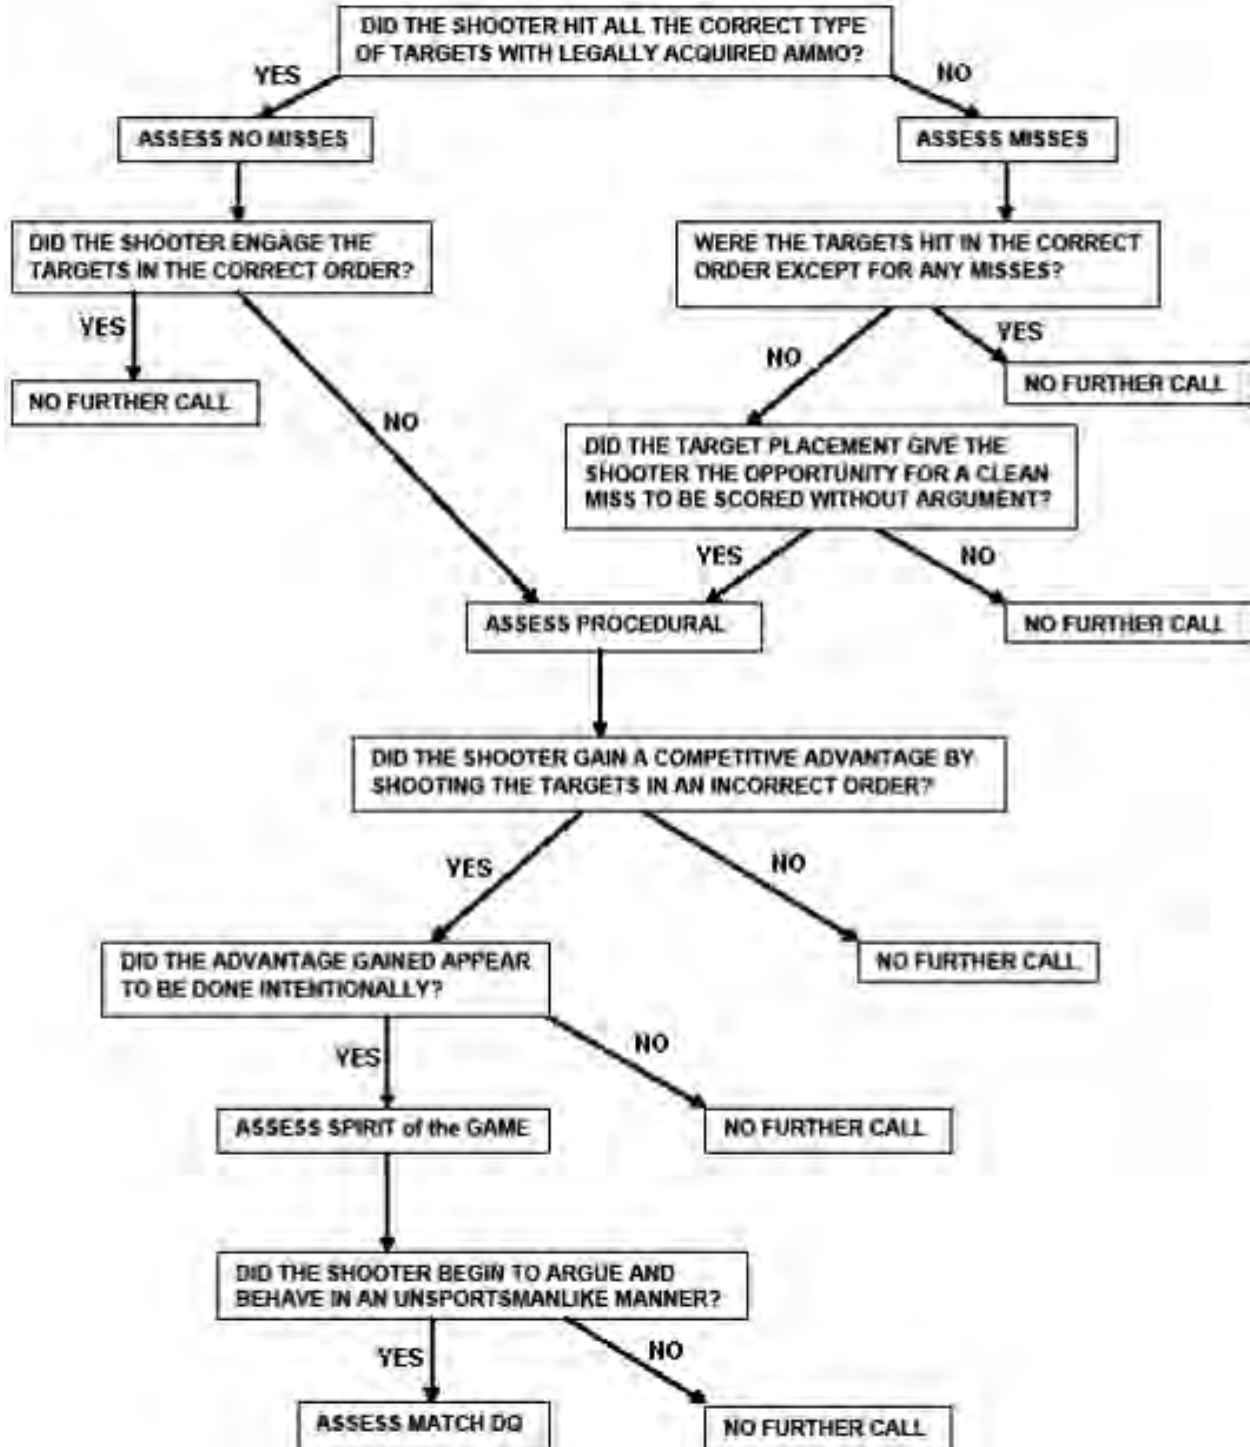 DID THE SHOOTER HIT ALL THE CORRECT TYPE
OF TARGETS WITH LEGALLY ACQUIRED AMMO?
YES
NO
ASSESS NO MISSES
ASSESS MISSES
DID THE SHOOTER ENGAGE THE
TARGETS IN THE CORRECT ORDER?
WERE THE TARGETS HIT IN THE CORRECT
ORDER EXCEPT FOR ANY MISSES?
YES
NO
YES
NO FURTHER CALL
NO FURTHER CALL
NO
DID THE TARGET PLACEMENT GIVE THE
SHOOTER THE OPPORTUNITY FOR A CLEAN
MISS TO BE SCORED WITHOUT ARGUMENT?
YES
NO
ASSESS PROCEDURAL
NO FURTHER CALL
DID THE SHOOTER GAIN A COMPETITIVE ADVANTAGE BY
SHOOTING THE TARGETS IN AN INCORRECT ORDER?
YES
NO
DID THE ADVANTAGE GAINED APPEAR
TO BE DONE INTENTIONALLY?
NO FURTHER CALL
YES
NO
ASSESS SPIRIT of the GAME
NO FURTHER CALL
DID THE SHOOTER BEGIN TO ARGUE AND
BEHAVE IN AN UNSPORTSMANLIKE MANNER?
YES
NO
ASSESS MATCH DQ
NO FURTHER CALL